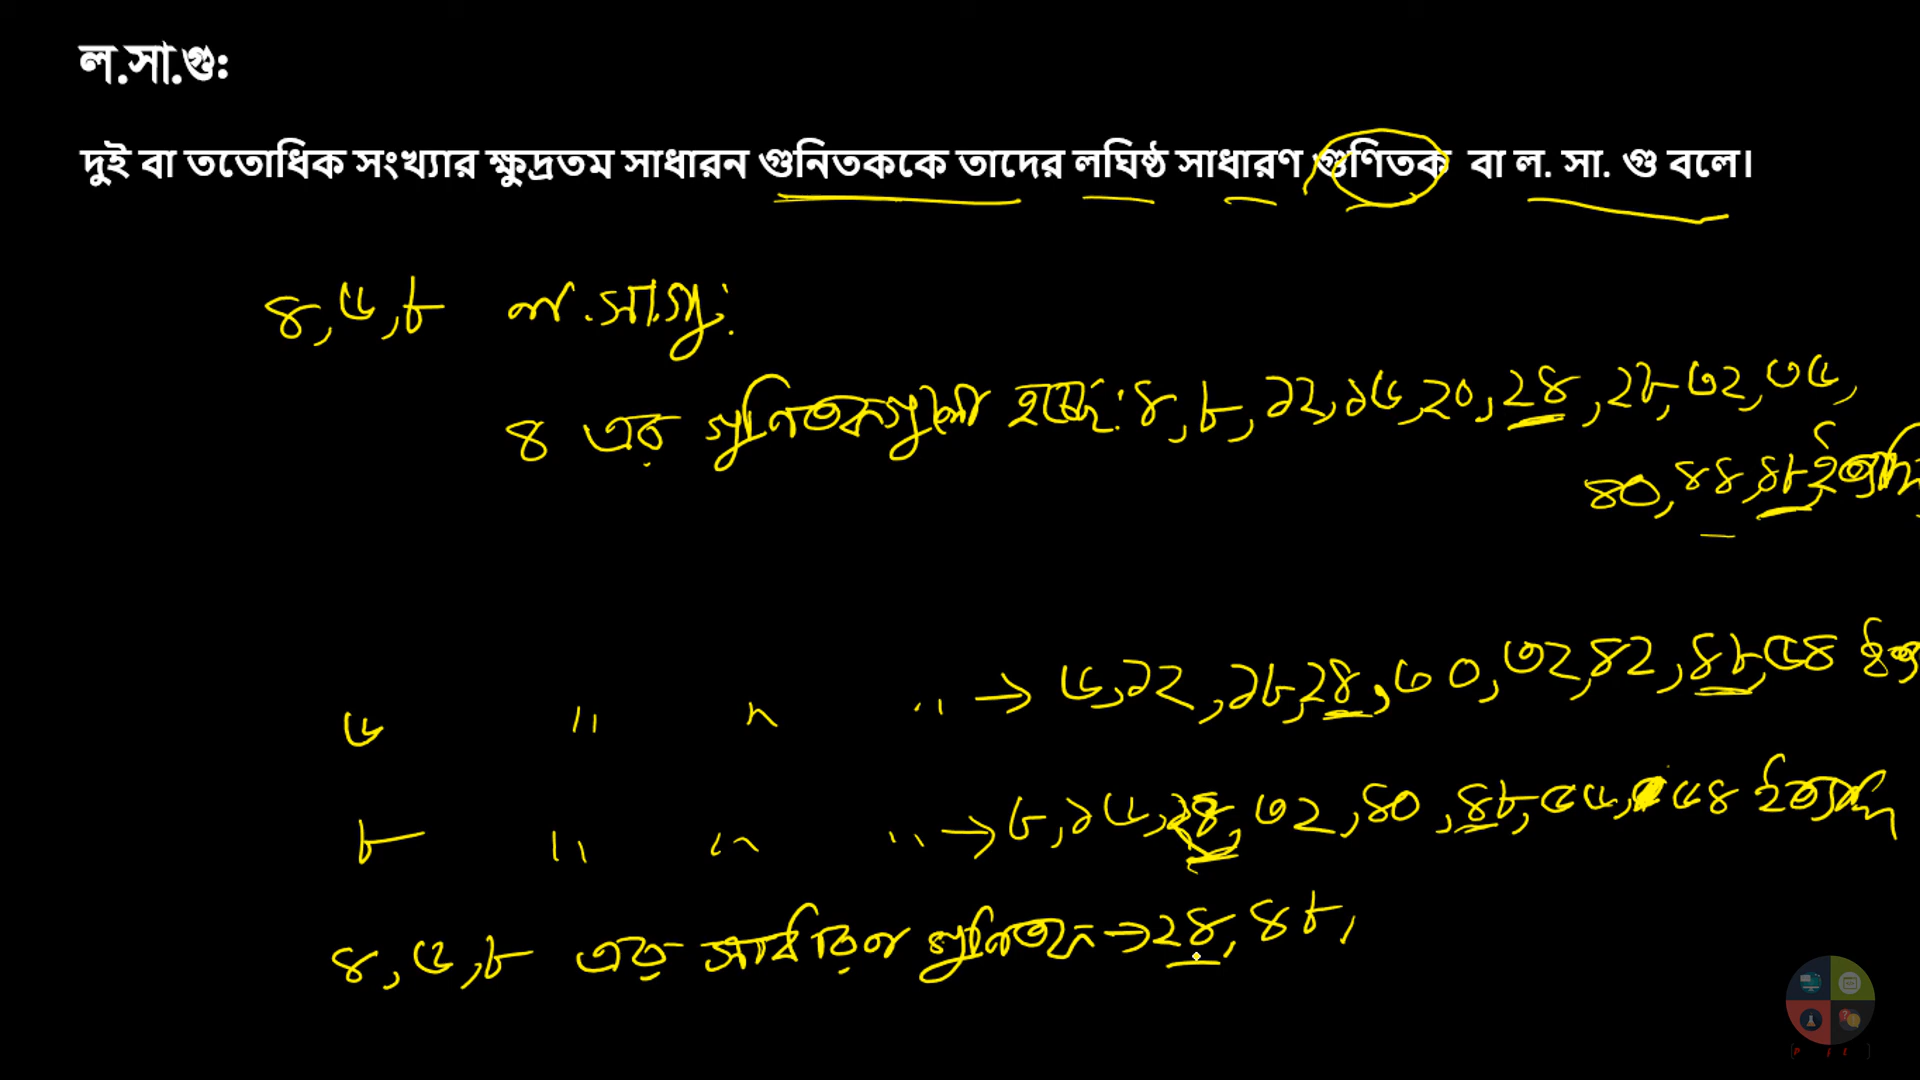 ল.সা.গুঃ
দুই বা ততোধিক সংখ্যার ক্ষুদ্রতম সাধারন গুনিতককে তাদের লঘিষ্ঠ সাধারণ গুণিতক বা ল. সা. গু বলে।
৪,৬,৮ ল.সা.গু:
৪ এর গুণিতকগুলো হচ্ছে: ৪,৮,১২,১৬,২০,২৪,২৮,৩২,৩৬,
৪০,৪৪,৪৮,ইত্যাদি
৬ " " " → ৬,১২,১৮,২৪,৩০,৩২,৪২,৪৮,৫৪
৮ " " " → ৮,১৬,২৪,৩২,৪০,৪৮,৫৬,৬৪ ইত্যাদি
৪,৬,৮ এর সাধারণ গুনিতক → ২৪,৪৮,